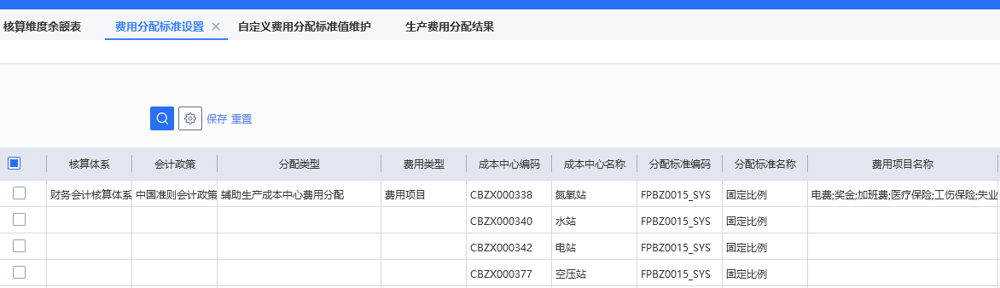 核算维度余额表 费用分配标准设置 自定义费用分配标准值维护 生产费用分配结果
保存 重置
核算体系 会计政策 分配类型 费用类型 成本中心编码 成本中心名称 分配标准编码 分配标准名称 费用项目名称
财务会计核算体系 中国准则会计政策 辅助生产成本中心费用分配 费用项目 CBZX000338 氮氧站 FPBZ0015_SYS 固定比例 电费;奖金;加班费;医疗保险;工伤保险;失业
CBZX000340 水站 FPBZ0015_SYS 固定比例
CBZX000342 电站 FPBZ0015_SYS 固定比例
CBZX000377 空压站 FPBZ0015_SYS 固定比例